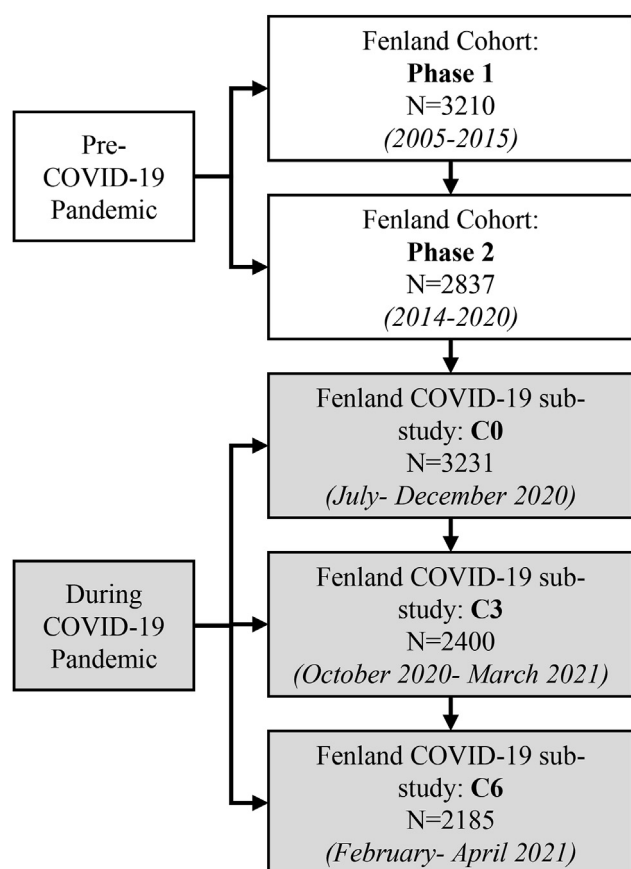 Fenland Cohort:
Phase 1
N=3210
(2005-2015)
Pre-
COVID-19
Pandemic
Fenland Cohort:
Phase 2
N=2837
(2014-2020)
Fenland COVID-19 sub-
study: C0
N=3231
(July- December 2020)
During
COVID-19
Pandemic
Fenland COVID-19 sub-
study: C3
N=2400
(October 2020- March 2021)
Fenland COVID-19 sub-
study: C6
N=2185
(February- April 2021)